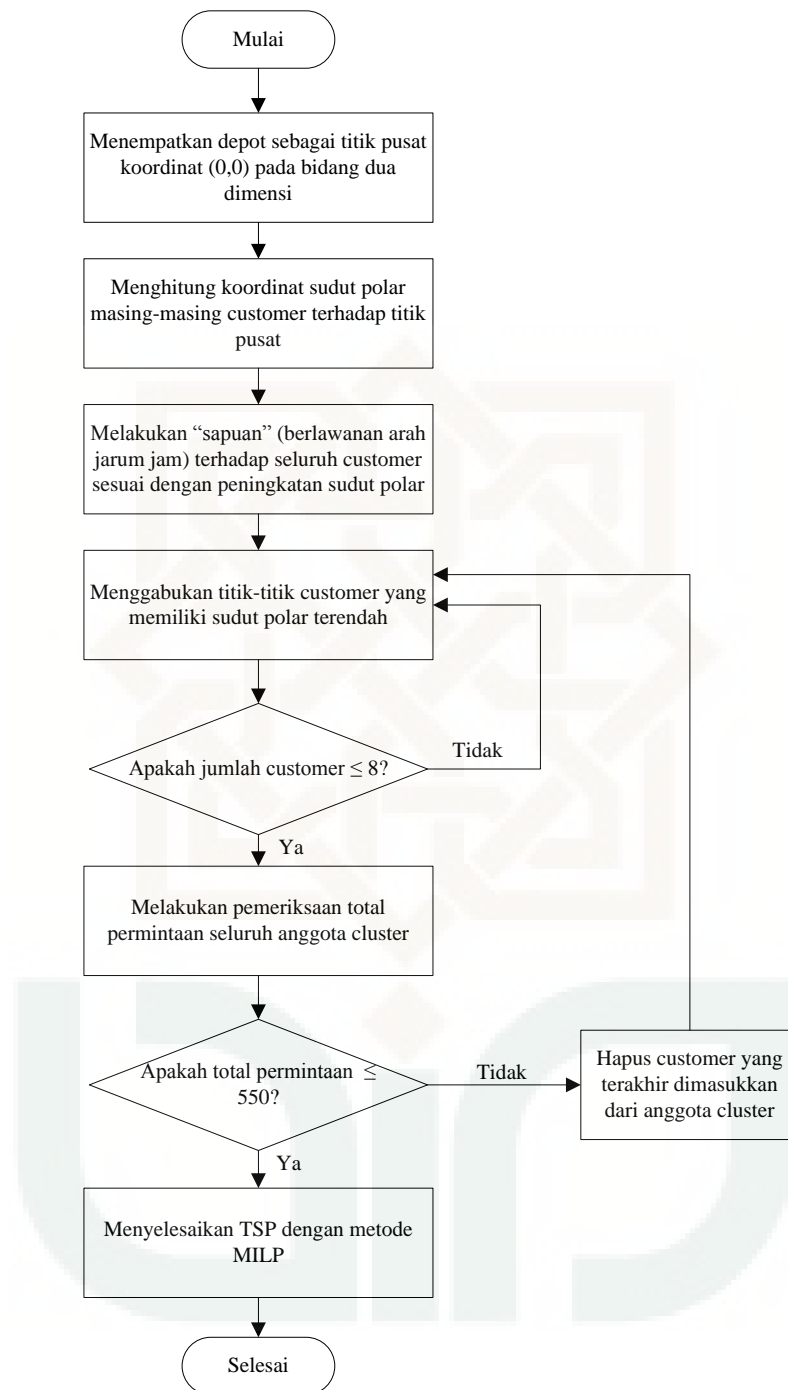 Mulai
Menempatkan depot sebagai titik pusat
koordinat (0,0) pada bidang dua
dimensi
Menghitung koordinat sudut polar
masing-masing customer terhadap titik
pusat
Melakukan “sapuan” (berlawanan arah
jarum jam) terhadap seluruh customer
sesuai dengan peningkatan sudut polar
Menggabukan titik-titik customer yang
memiliki sudut polar terendah
Apakah jumlah customer ≤ 8?
Tidak
Ya
Melakukan pemeriksaan total
permintaan seluruh anggota cluster
Apakah total permintaan ≤
550?
Tidak
Hapus customer yang
terakhir dimasukkan
dari anggota cluster
Ya
Menyelesaikan TSP dengan metode
MILP
Selesai